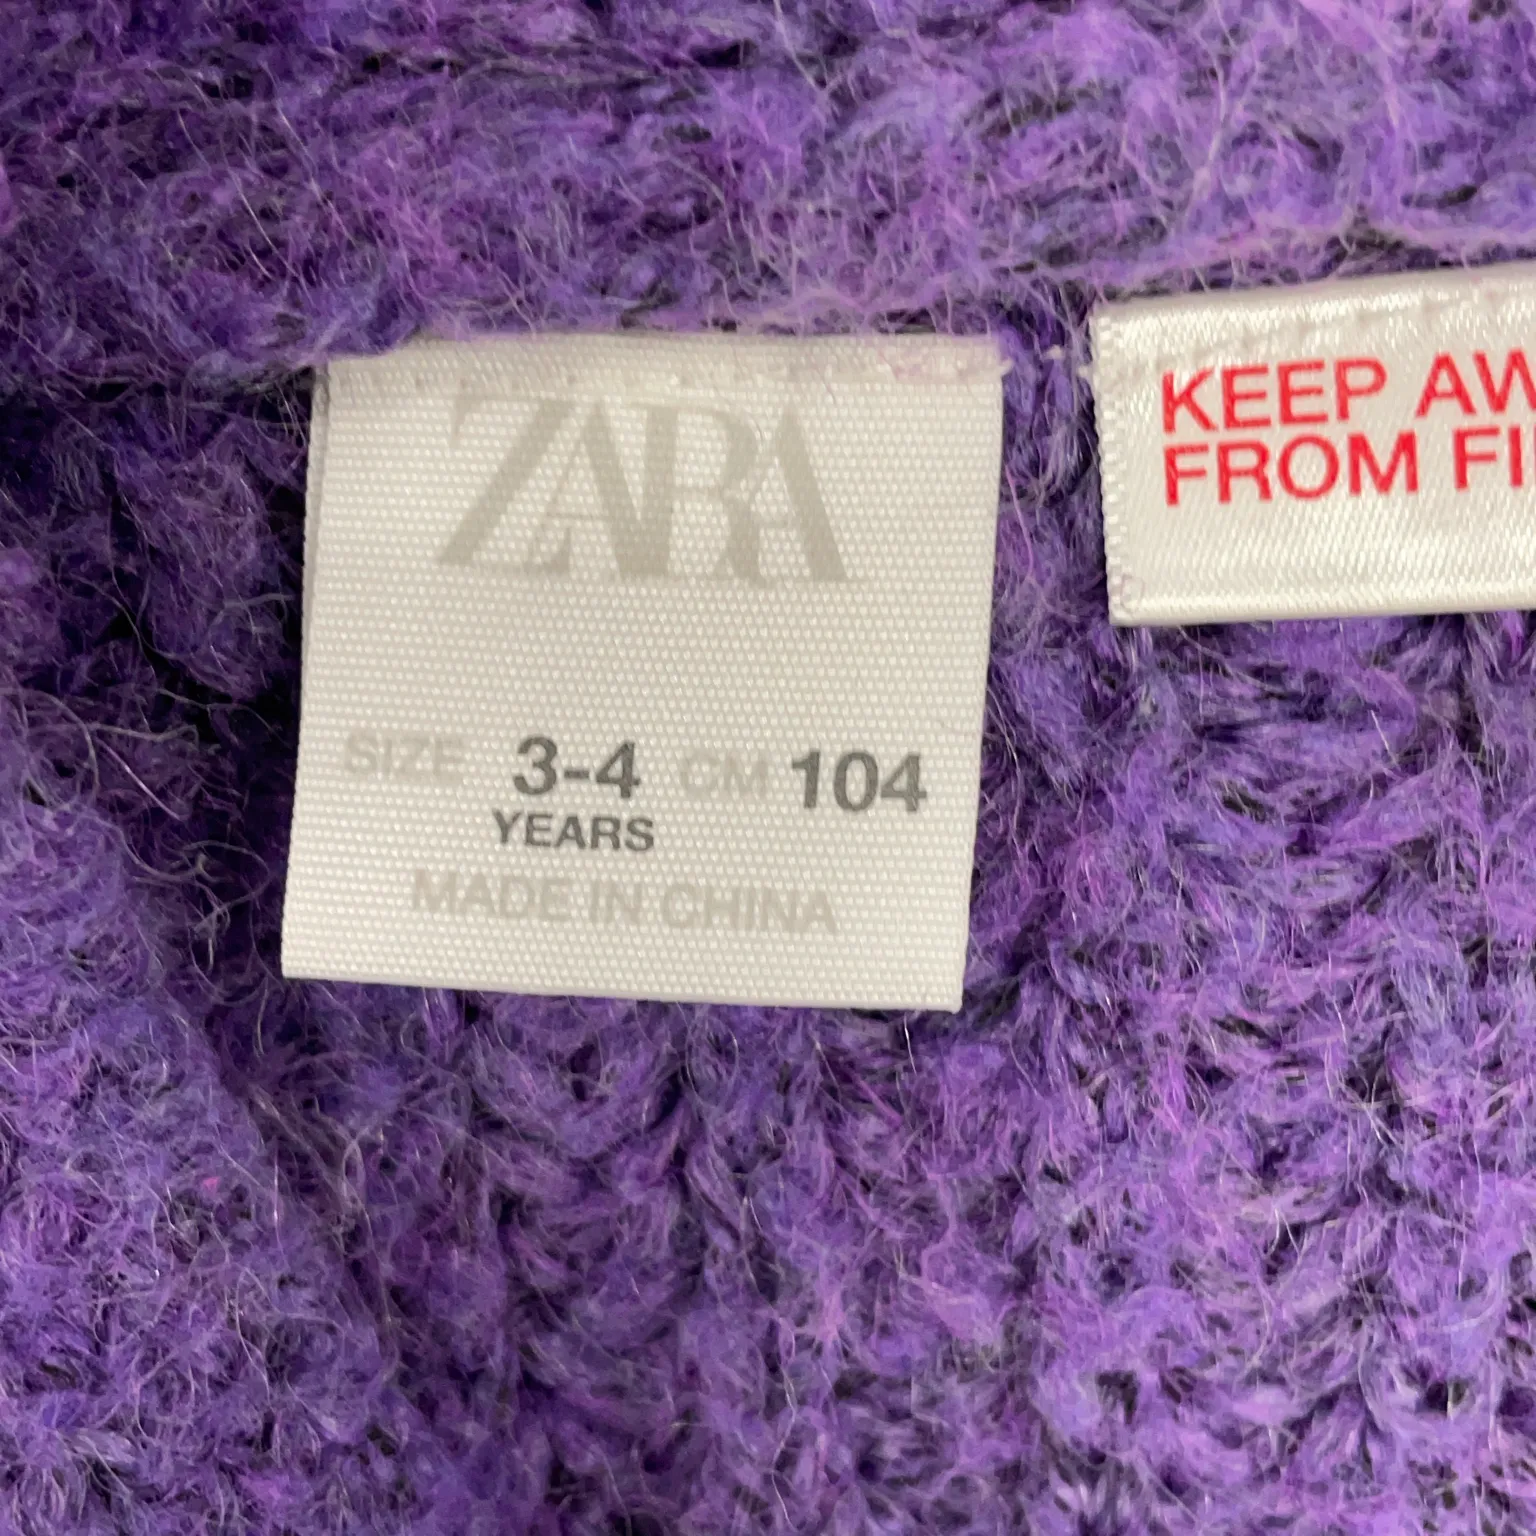 ZARA
SIZE 3-4 CM 104
YEARS
MADE IN CHINA
KEEP AW
FROM FI